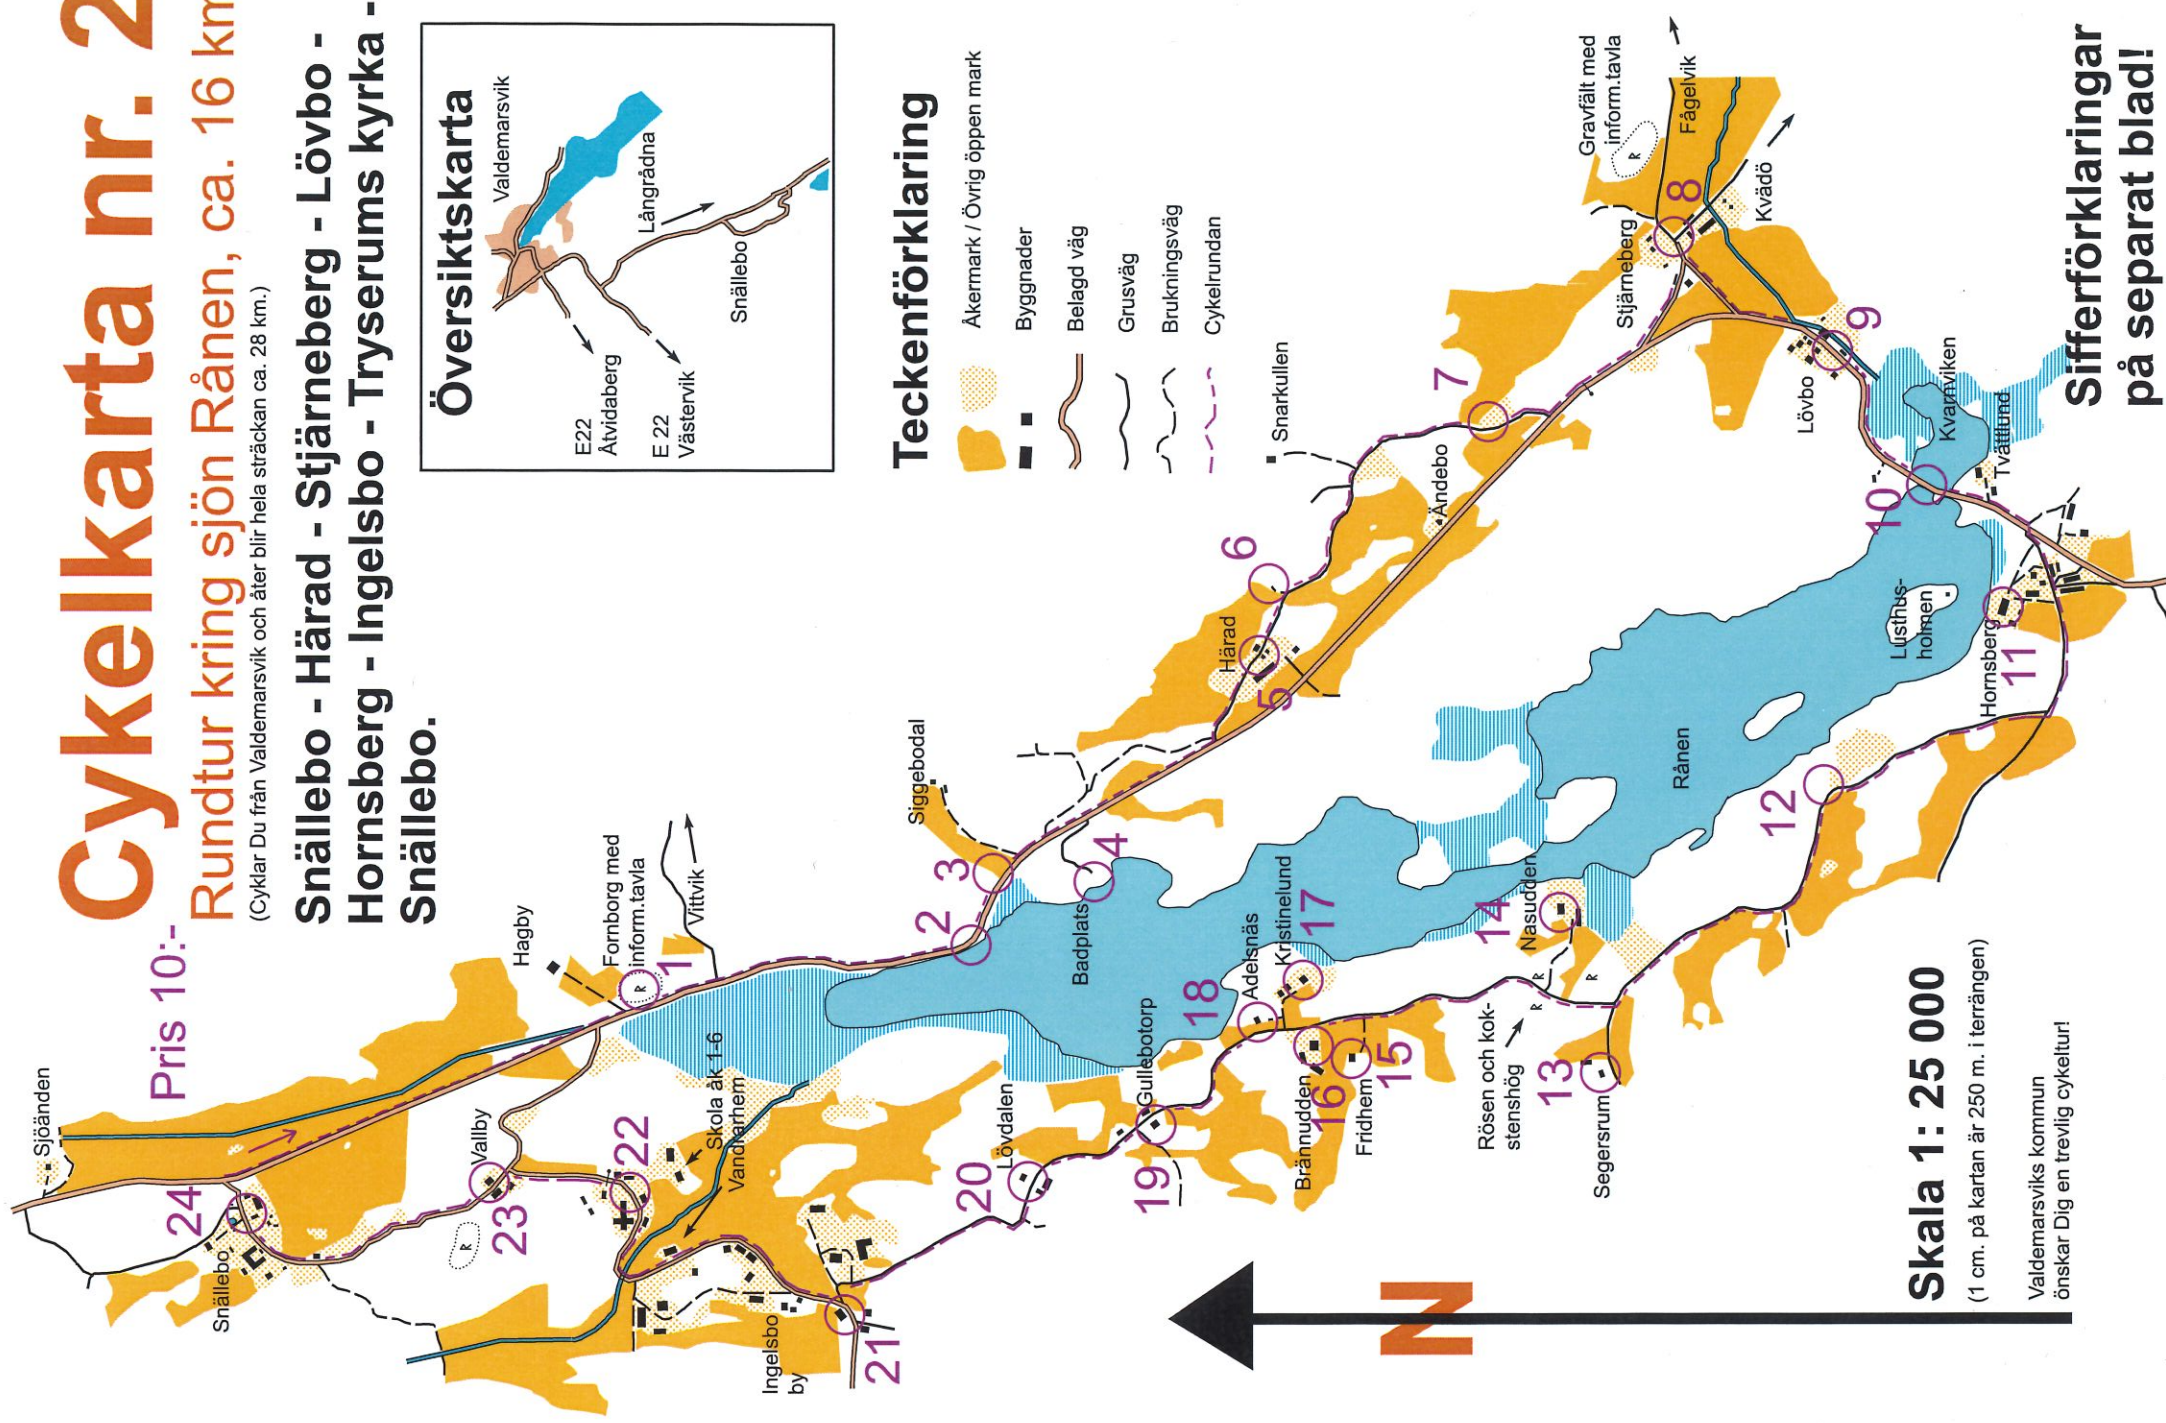 Cykelkarta nr. 2
Pris 10:-
Rundtur kring sjön Rånen, ca. 16 km
(Cyklar Du från Valdemarsvik och åter blir hela sträckan ca. 28 km.)
Snällebo - Härad - Stjärneberg - Lövbo -
Hornsberg - Ingelsbo - Tryserums kyrka -
Snällebo.
Översiktskarta
Valdemarsvik
E22
Åtvidaberg
E 22
Västervik
Långrådna
Snällebo
Teckenförklaring
Åkermark / Övrig öppen mark
Byggnader
Belagd väg
Grusväg
Brukningsväg
Cykelrundan
Sjöänden
24
Snällebo
Vallby
23
R
22
Skola åk 1-6
Vandrarhem
Ingelsbo
by
21
Hagby
Fornborg med
inform.tavla
R
1
Vittvik
2
3
Siggebodal
4
Badplats
5
Härad
6
Snarkullen
Ändebo
7
Stjärneberg
8
Gravfält med
inform.tavla
R
Fågelvik
Kvädö
9
Lövbo
10
Kvarnviken
Tvättlund
Lusthus-
holmen
Hornsberg
11
12
Rånen
Nasudden
14
R
R
R
Rösen och kok-
stenshög
13
Segersrum
15
Fridhem
16
Brännudden
17
Kristinelund
18
Adelsnäs
Gullebotorp
19
Lövdalen
20
N
Skala 1: 25 000
(1 cm. på kartan är 250 m. i terrängen)
Valdemarsviks kommun
önskar Dig en trevlig cykeltur!
Sifferförklaringar
på separat blad!